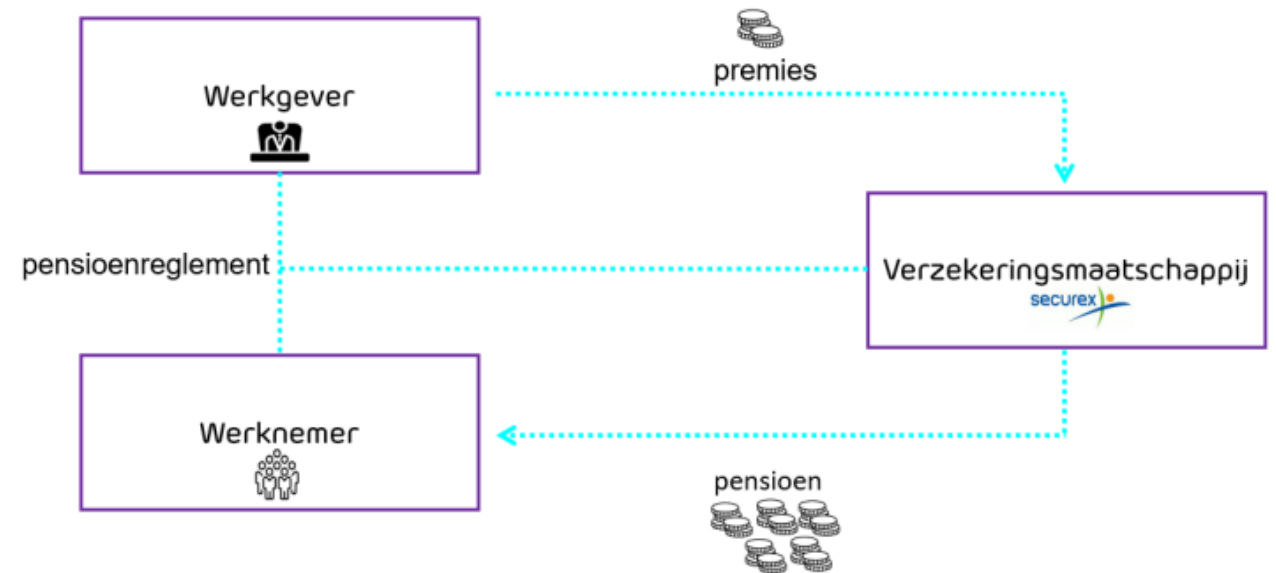 premies
Werkgever
pensioenreglement
Verzekeringsmaatschappij
securex
Werknemer
pensioen